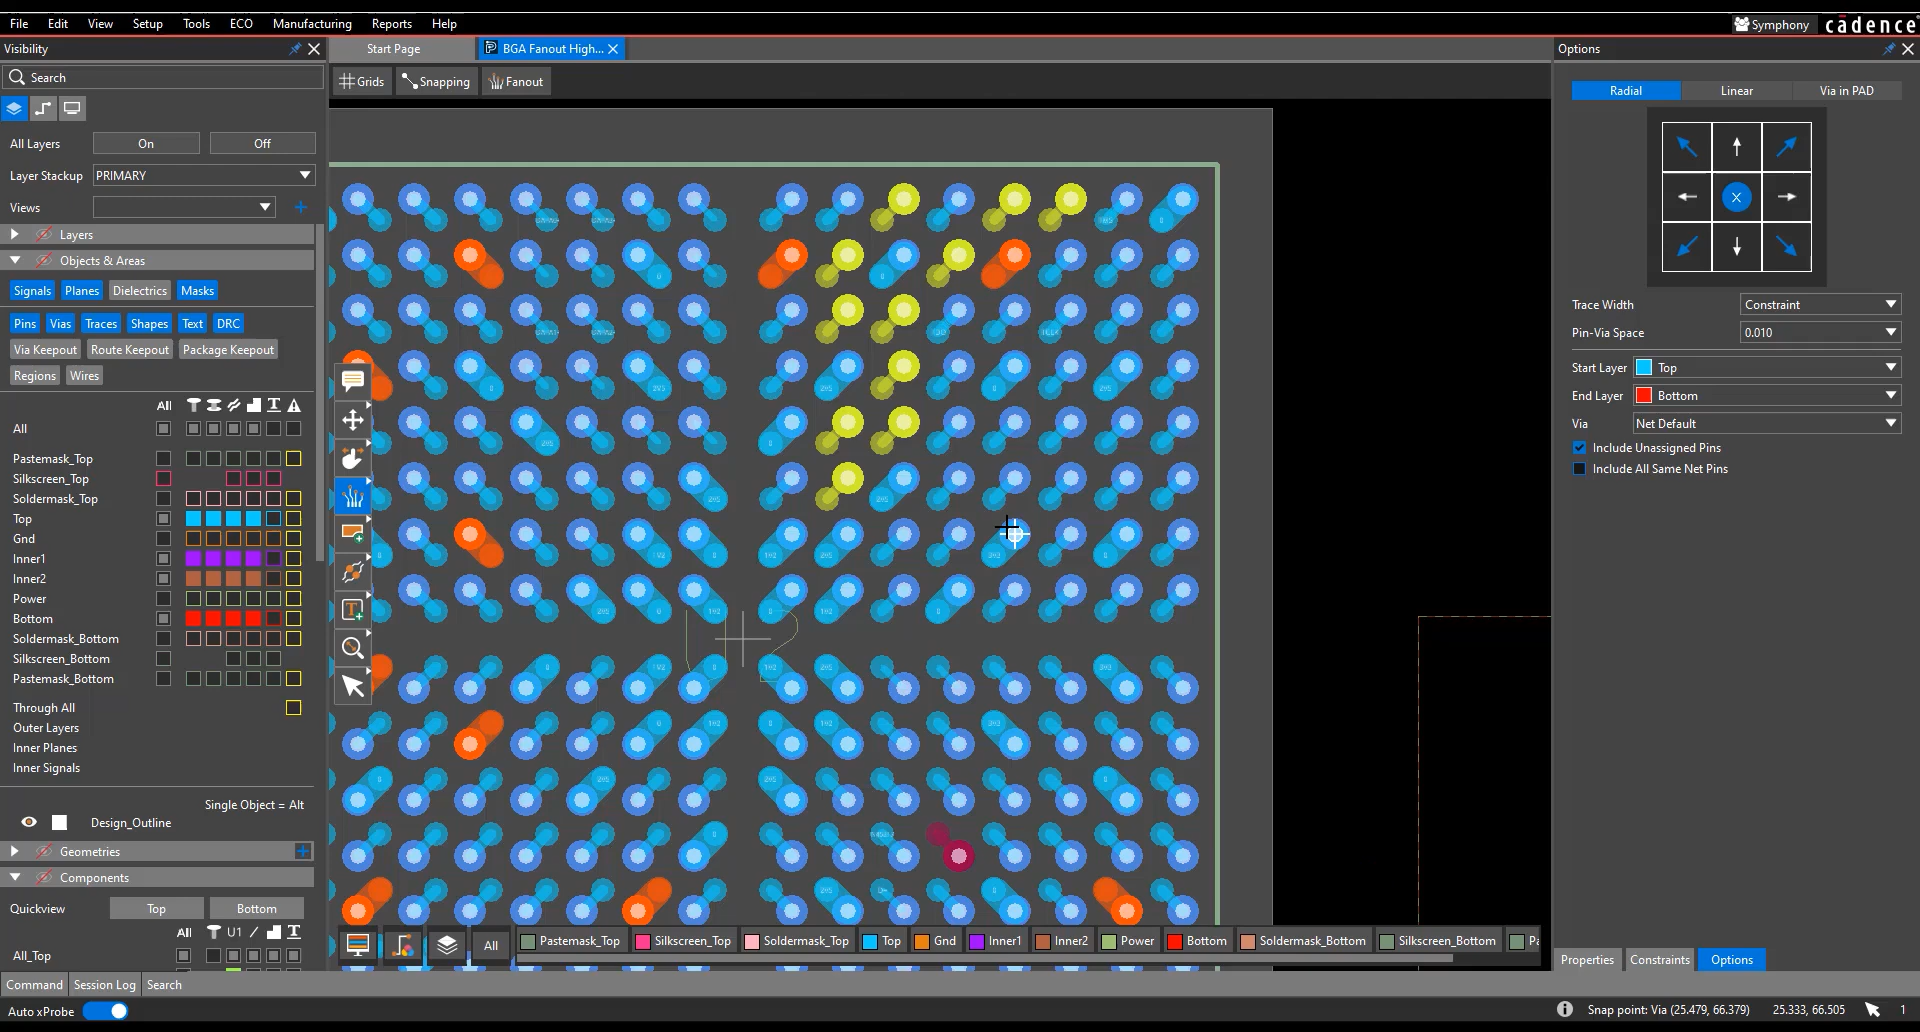 File Edit View Setup Tools ECO Manufacturing Reports Help
Symphony cādence
Visibility
Start Page
BGA Fanout High...
Options
Search
Grids Snapping Fanout
Radial Linear Via in PAD
All Layers On Off
Layer Stackup PRIMARY
Views
Layers
Objects & Areas
Signals Planes Dielectrics Masks
Pins Vias Traces Shapes Text DRC
Via Keepout Route Keepout Package Keepout
Regions Wires
All
All
Pastemask_Top
Silkscreen_Top
Soldermask_Top
Top
Gnd
Inner1
Inner2
Power
Bottom
Soldermask_Bottom
Silkscreen_Bottom
Pastemask_Bottom
Through All
Outer Layers
Inner Planes
Inner Signals
Single Object = Alt
Design_Outline
Geometries
Components
Quickview Top Bottom
All U1
All_Top
X
Trace Width Constraint
Pin-Via Space 0.010
Start Layer Top
End Layer Bottom
Via Net Default
Include Unassigned Pins
Include All Same Net Pins
All Pastemask_Top Silkscreen_Top Soldermask_Top Top Gnd Inner1 Inner2 Power Bottom Soldermask_Bottom Silkscreen_Bottom Pa
Properties Constraints Options
Command Session Log Search
Auto xProbe
Snap point: Via (25.479, 66.379) 25.333, 66.505 1